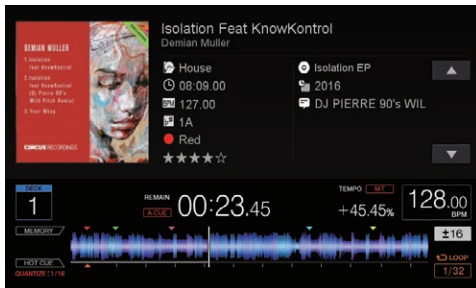 Isolation Feat KnowKontrol
Demian Muller
DEMIAN MULLER
1.Isolation
feat KnowKontrol
2.Isolation
feat KnowKontrol
(Dj Pierre 90's
Wild Pitch Remix)
3. Four Whey
CIRCUS RECORDINGS
House
08:09.00
BPM 127.00
1A
Red
★★★★☆
Isolation EP
2016
DJ PIERRE 90's WIL
DECK
1
REMAIN
A.CUE
00:23.45
TEMPO
MT
+45.45%
128.00
BPM
MEMORY
±16
HOT CUE
LOOP
QUANTIZE:1/16
1/32